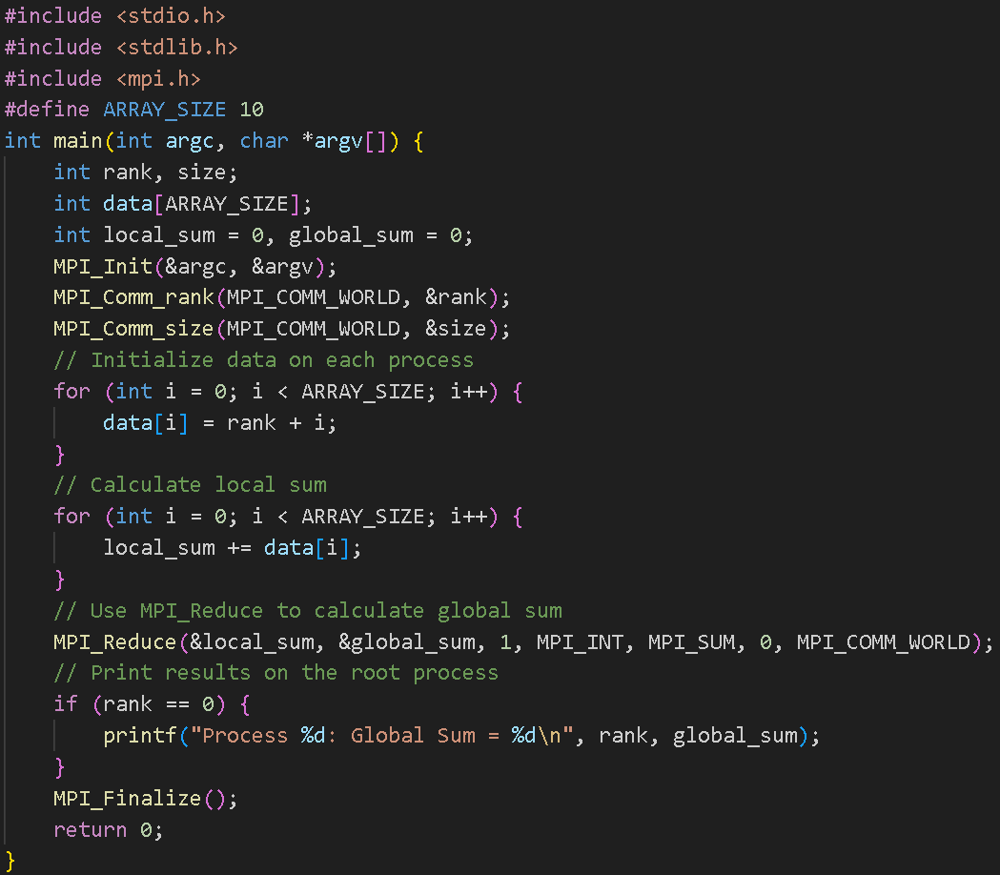 #include <stdio.h>
#include <stdlib.h>
#include <mpi.h>
#define ARRAY_SIZE 10
int main(int argc, char *argv[]) {
    int rank, size;
    int data[ARRAY_SIZE];
    int local_sum = 0, global_sum = 0;
    MPI_Init(&argc, &argv);
    MPI_Comm_rank(MPI_COMM_WORLD, &rank);
    MPI_Comm_size(MPI_COMM_WORLD, &size);
    // Initialize data on each process
    for (int i = 0; i < ARRAY_SIZE; i++) {
        data[i] = rank + i;
    }
    // Calculate local sum
    for (int i = 0; i < ARRAY_SIZE; i++) {
        local_sum += data[i];
    }
    // Use MPI_Reduce to calculate global sum
    MPI_Reduce(&local_sum, &global_sum, 1, MPI_INT, MPI_SUM, 0, MPI_COMM_WORLD);
    // Print results on the root process
    if (rank == 0) {
        printf("Process %d: Global Sum = %d\n", rank, global_sum);
    }
    MPI_Finalize();
    return 0;
}